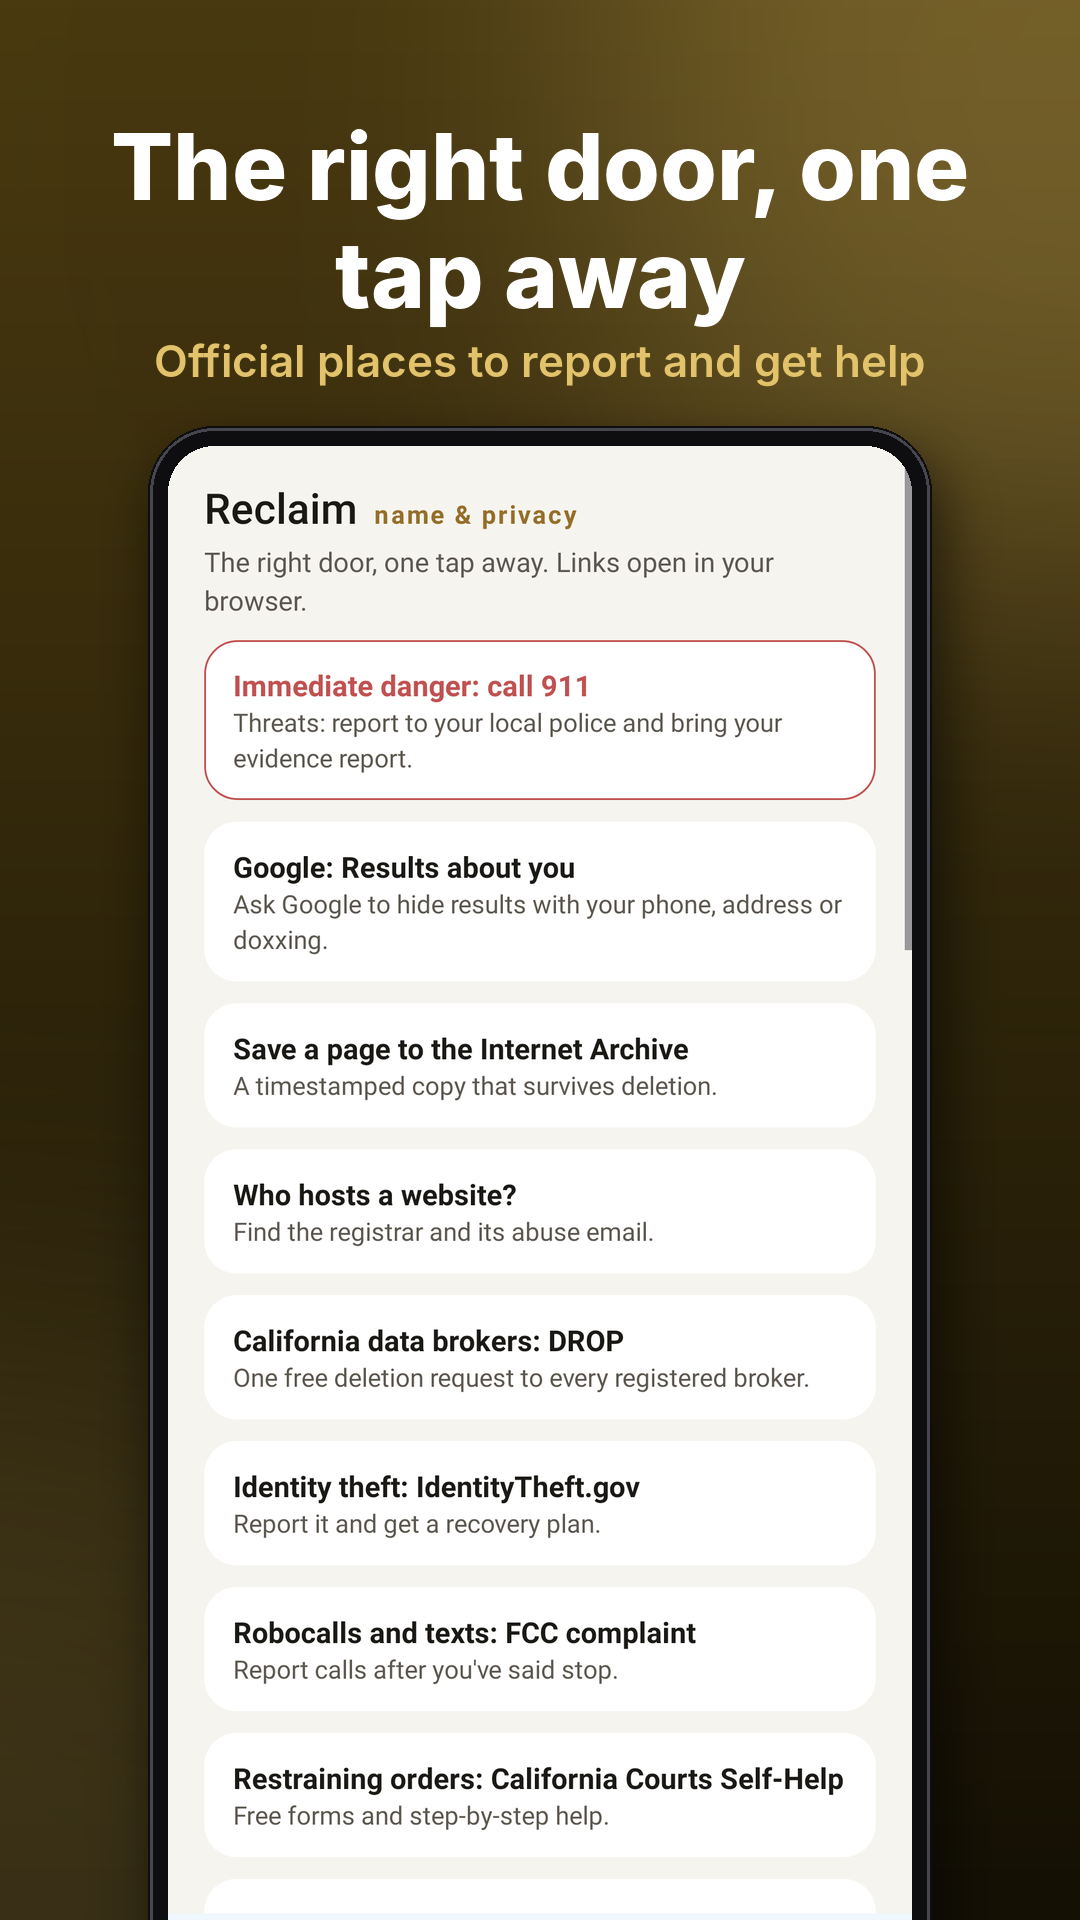 The right door, one
tap away
Official places to report and get help
Reclaim name & privacy
The right door, one tap away. Links open in your
browser.
Immediate danger: call 911
Threats: report to your local police and bring your
evidence report.
Google: Results about you
Ask Google to hide results with your phone, address or
doxxing.
Save a page to the Internet Archive
A timestamped copy that survives deletion.
Who hosts a website?
Find the registrar and its abuse email.
California data brokers: DROP
One free deletion request to every registered broker.
Identity theft: IdentityTheft.gov
Report it and get a recovery plan.
Robocalls and texts: FCC complaint
Report calls after you've said stop.
Restraining orders: California Courts Self-Help
Free forms and step-by-step help.